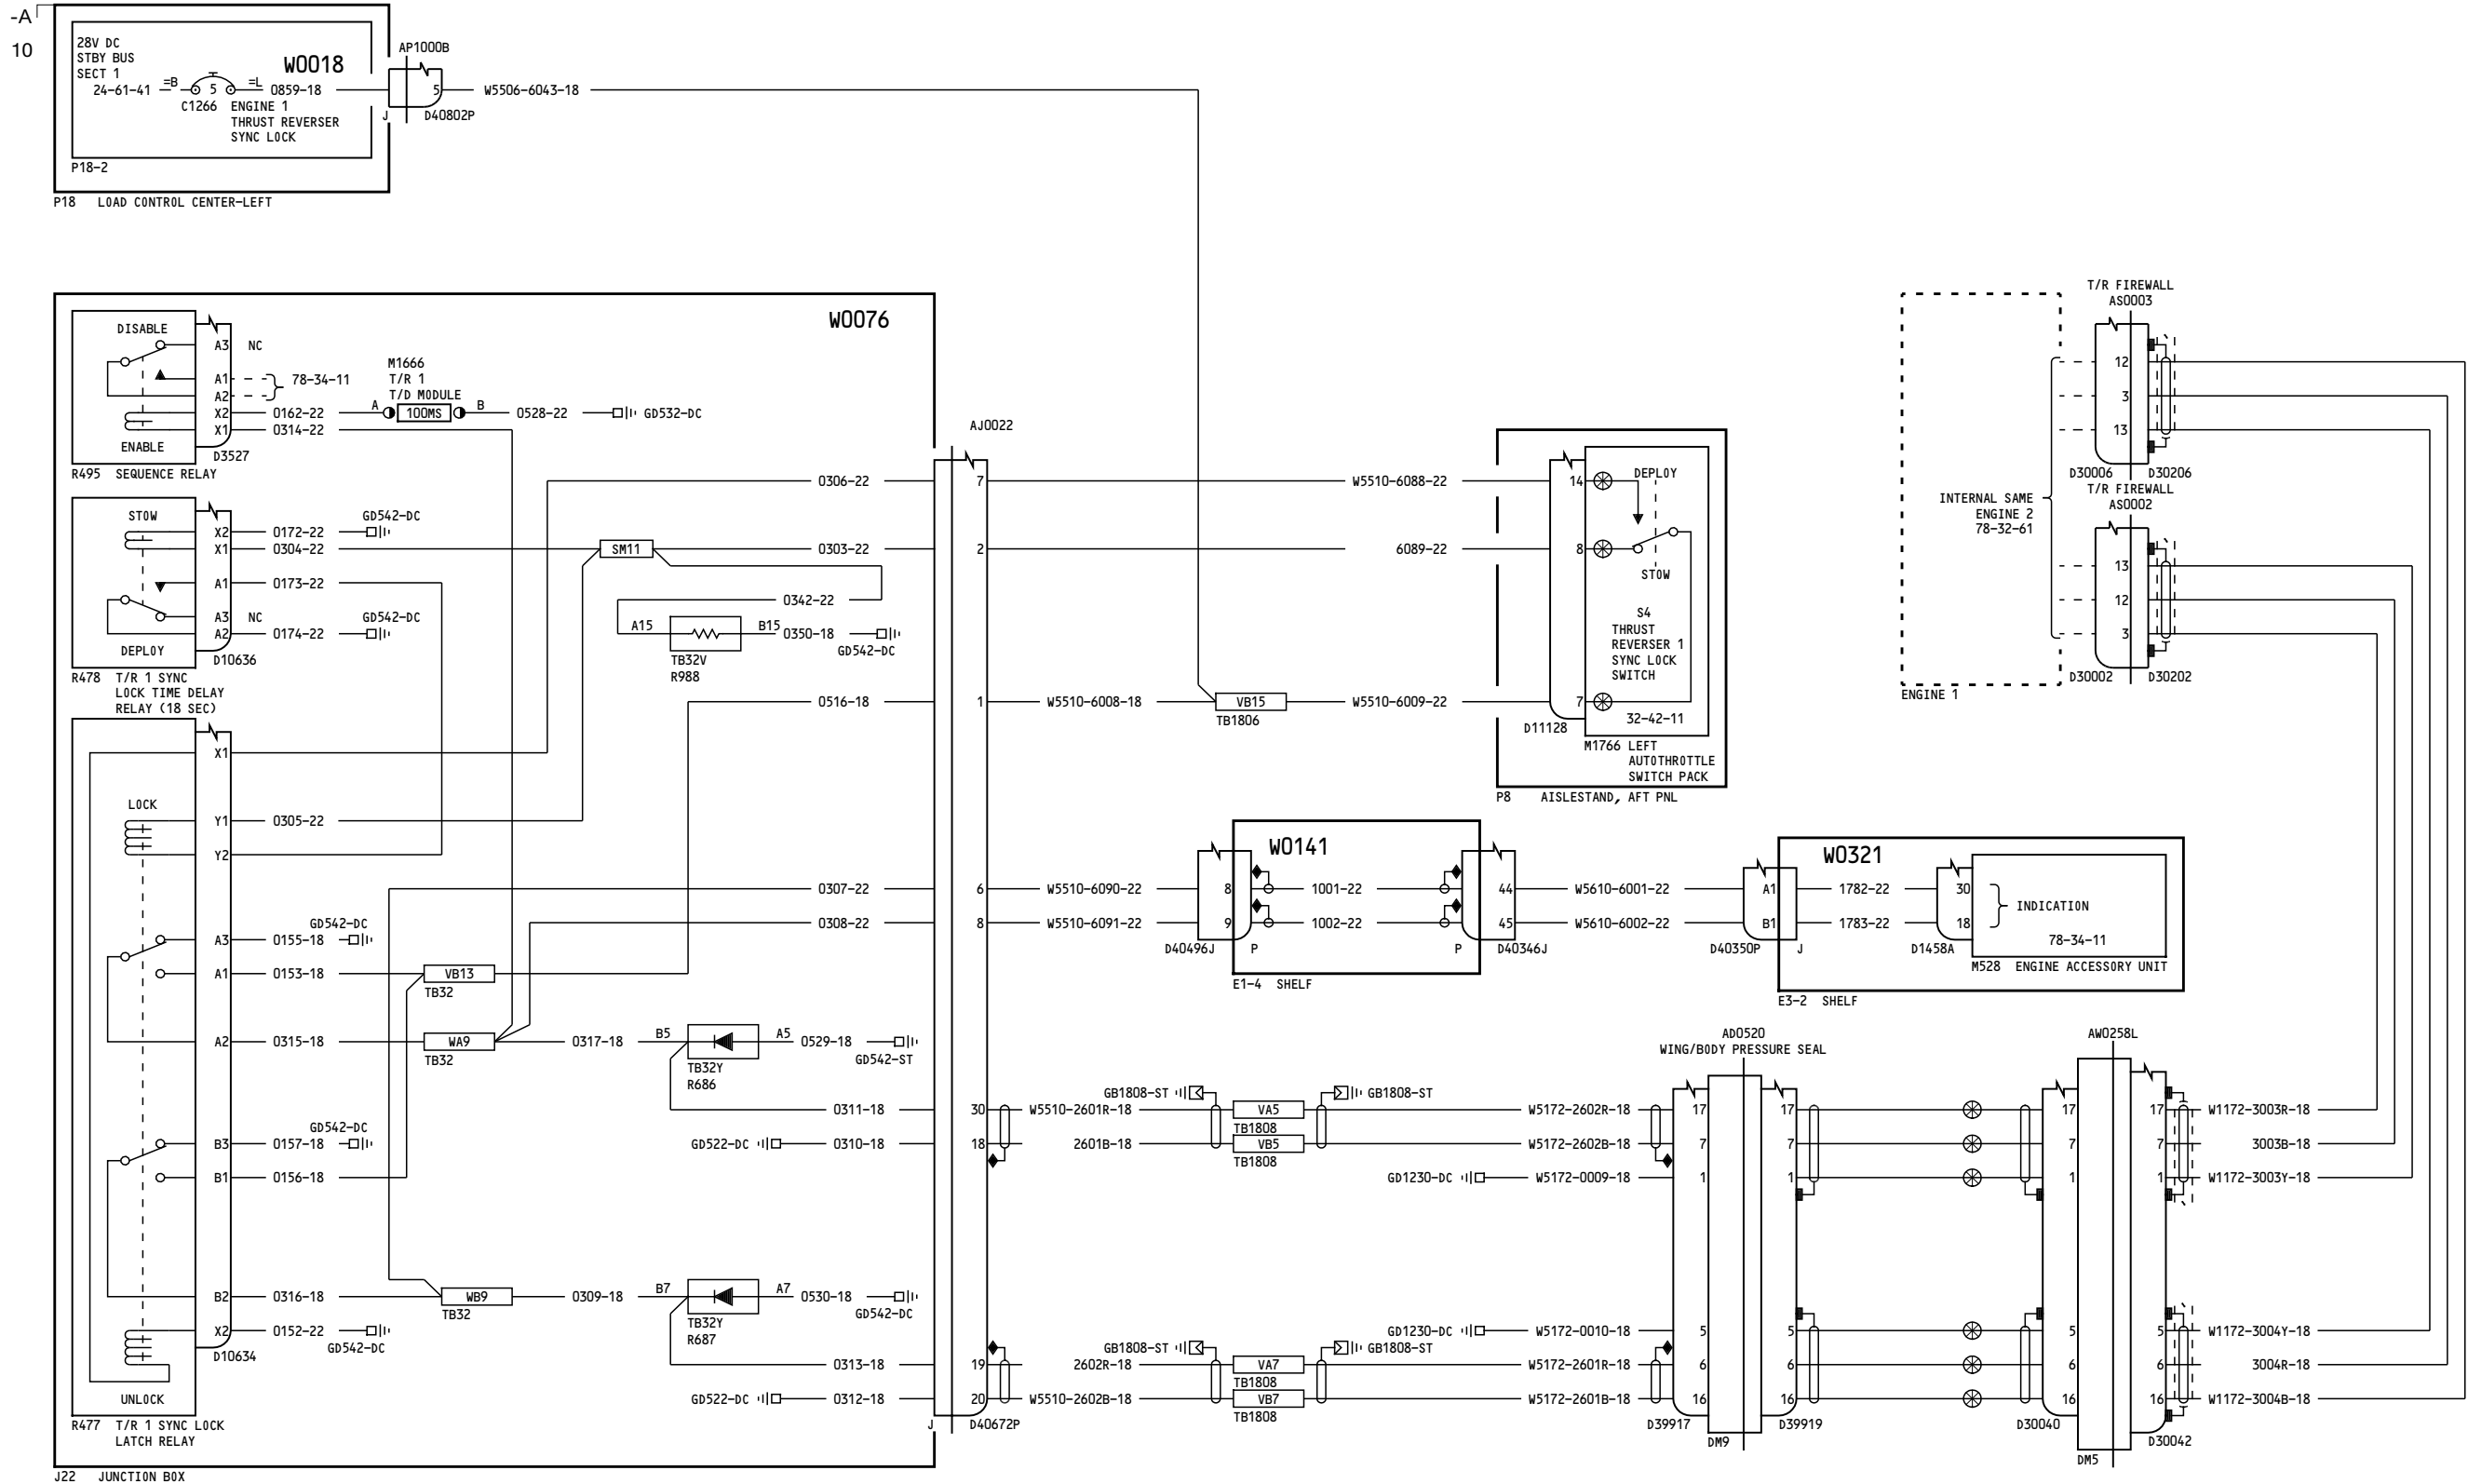 -A
10
28V DC
STBY BUS
SECT 1
24-61-41
=B
5
=L
0859-18
W0018
C1266
ENGINE 1
THRUST REVERSER
SYNC LOCK
P18-2
P18 LOAD CONTROL CENTER-LEFT
AP1000B
5
J
D40802P
W5506-6043-18
W0076
DISABLE
A3 NC
A1
A2
78-34-11
X2 0162-22
X1 0314-22
ENABLE
D3527
R495 SEQUENCE RELAY
M1666
T/R 1
T/D MODULE
A 100MS B
0528-22
GD532-DC
STOW
X2 0172-22
GD542-DC
X1 0304-22
A1 0173-22
A3 NC
A2 0174-22
GD542-DC
DEPLOY
D10636
R478 T/R 1 SYNC
LOCK TIME DELAY
RELAY (18 SEC)
X1
LOCK
Y1 0305-22
Y2
GD542-DC
A3 0155-18
A1 0153-18
VB13
TB32
A2 0315-18
WA9
TB32
0317-18
B5 A5
TB32Y
R686
0529-18
GD542-ST
GD542-DC
B3 0157-18
B1 0156-18
B2 0316-18
WB9
TB32
0309-18
B7 A7
TB32Y
R687
0530-18
GD542-DC
X2 0152-22
GD542-DC
D10634
UNLOCK
R477 T/R 1 SYNC LOCK
LATCH RELAY
J22 JUNCTION BOX
0306-22
SM11
0303-22
0342-22
A15 B15
0350-18
GD542-DC
TB32V
R988
0516-18
0307-22
0308-22
0311-18
GD522-DC 0310-18
0313-18
GD522-DC 0312-18
AJ0022
7
2
1
6
8
30
18
19
20
J
D40672P
W5510-6088-22
6089-22
W5510-6008-18
VB15
TB1806
W5510-6009-22
14
8
7
DEPLOY
STOW
S4
THRUST
REVERSER 1
SYNC LOCK
SWITCH
32-42-11
D11128
M1766 LEFT
AUTOTHROTTLE
SWITCH PACK
P8 AISLESTAND, AFT PNL
W5510-6090-22
W5510-6091-22
8
9
D40496J
P
W0141
1001-22
1002-22
44
45
P
D40346J
E1-4 SHELF
W5610-6001-22
W5610-6002-22
A1
B1
D40350P
J
W0321
1782-22
1783-22
30
18
D1458A
INDICATION
78-34-11
M528 ENGINE ACCESSORY UNIT
E3-2 SHELF
W5510-2601R-18
2601B-18
GB1808-ST
VA5
TB1808
VB5
TB1808
GB1808-ST
W5172-2602R-18
W5172-2602B-18
GD1230-DC W5172-0009-18
GD1230-DC W5172-0010-18
2602R-18
W5510-2602B-18
GB1808-ST
VA7
TB1808
VB7
TB1808
GB1808-ST
W5172-2601R-18
W5172-2601B-18
AD0520
WING/BODY PRESSURE SEAL
17 17
7 7
1 1
5 5
6 6
16 16
D39917
D39919
DM9
AW0258L
17 17
7 7
1 1
5 5
6 6
16 16
D30040
D30042
DM5
W1172-3003R-18
3003B-18
W1172-3003Y-18
W1172-3004Y-18
3004R-18
W1172-3004B-18
T/R FIREWALL
AS0003
12
3
13
D30006
D30206
T/R FIREWALL
AS0002
13
12
3
D30002
D30202
INTERNAL SAME
ENGINE 2
78-32-61
ENGINE 1